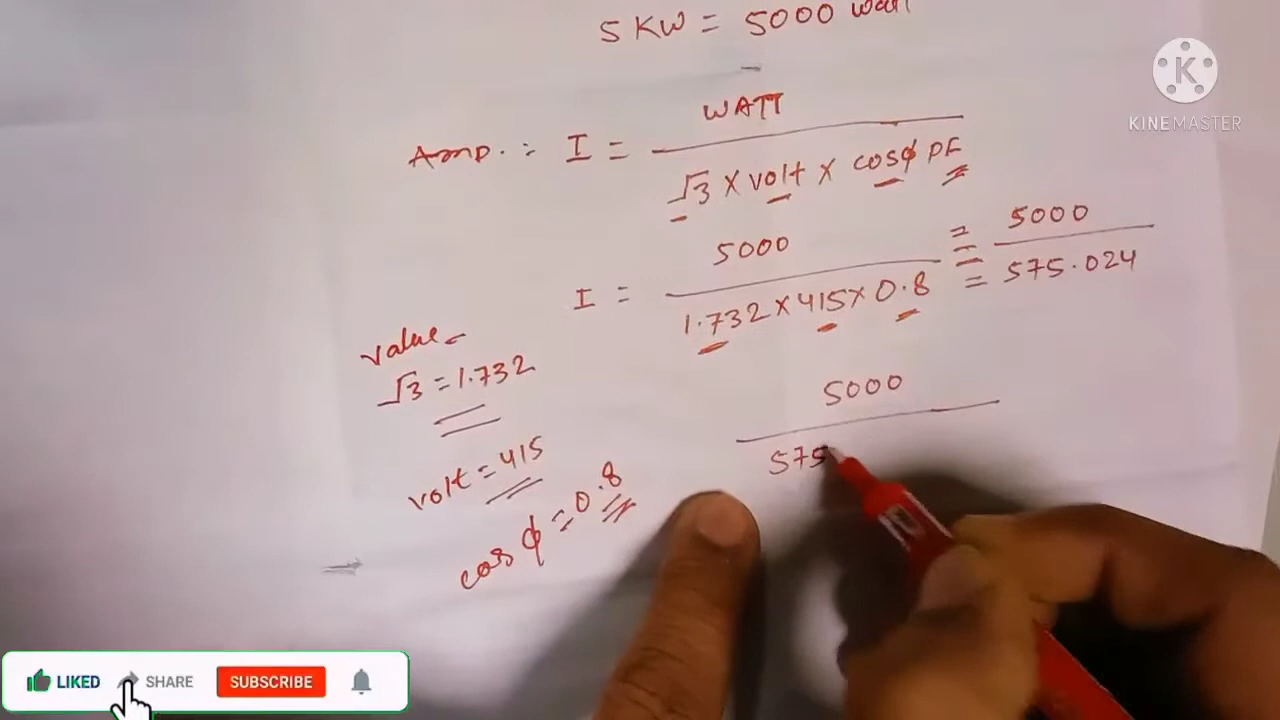 5 KW = 5000 watt
KINEMASTER
WATT
Amp. : I =
√3 X volt x cosϕ PF
5000 = 5000
I =
1.732 X 415 X 0.8 = 575.024
value
√3 = 1.732
5000
575
volt = 415
cos ϕ = 0.8
LIKED SHARE SUBSCRIBE